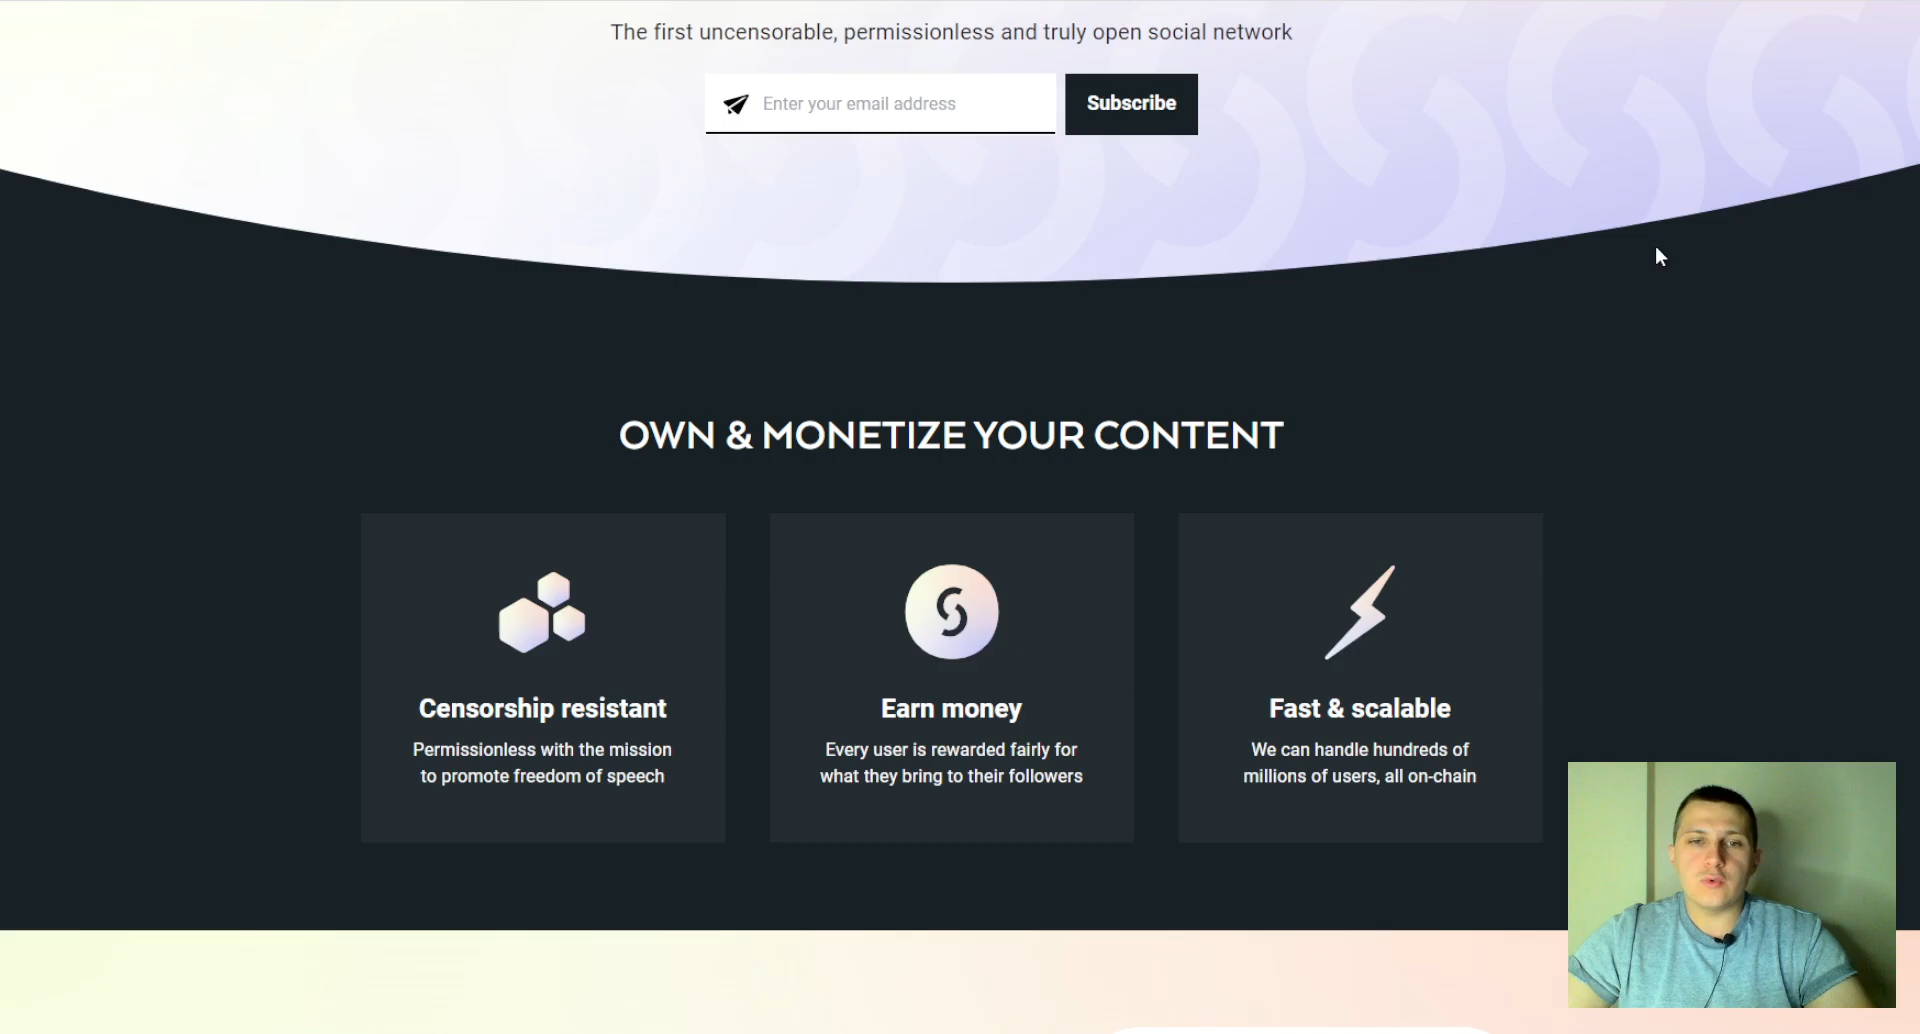 The first uncensorable, permissionless and truly open social network
Enter your email address
Subscribe
OWN & MONETIZE YOUR CONTENT
Censorship resistant
Permissionless with the mission
to promote freedom of speech
Earn money
Every user is rewarded fairly for
what they bring to their followers
Fast & scalable
We can handle hundreds of
millions of users, all on-chain